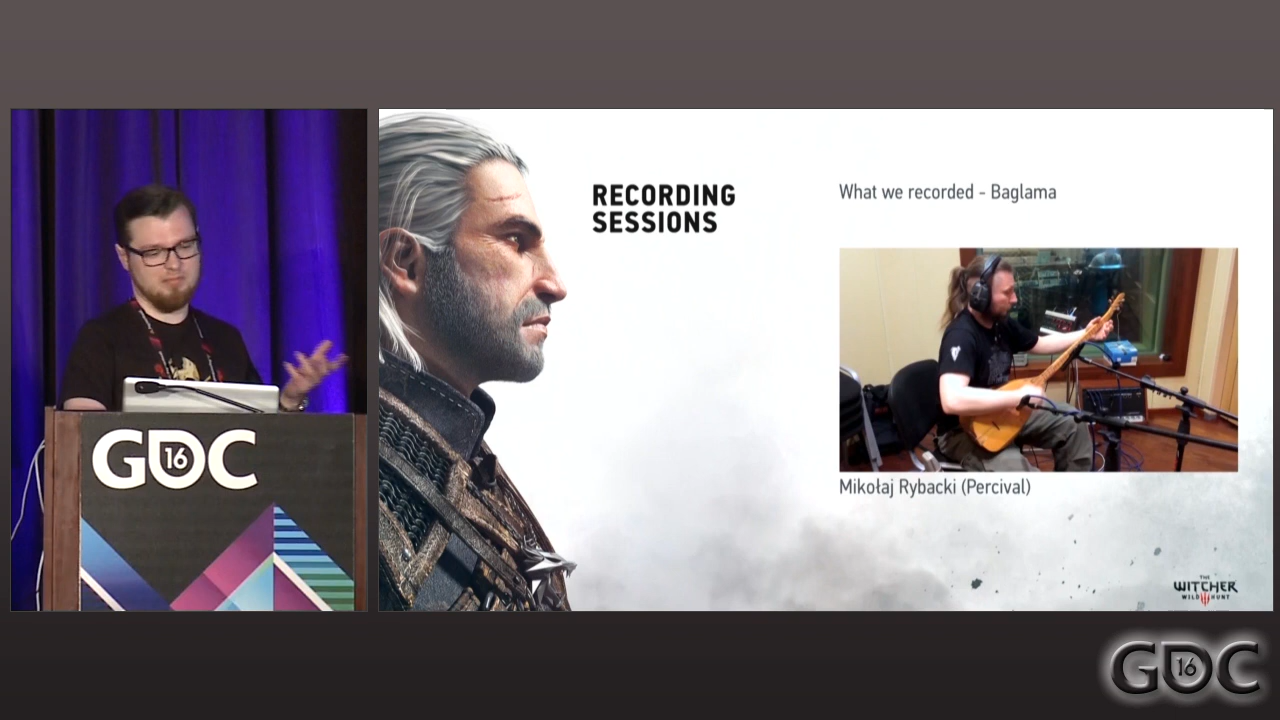 GDC
16
RECORDING
SESSIONS
What we recorded - Baglama
Mikołaj Rybacki (Percival)
THE
WITCHER
WILD HUNT
GDC
16